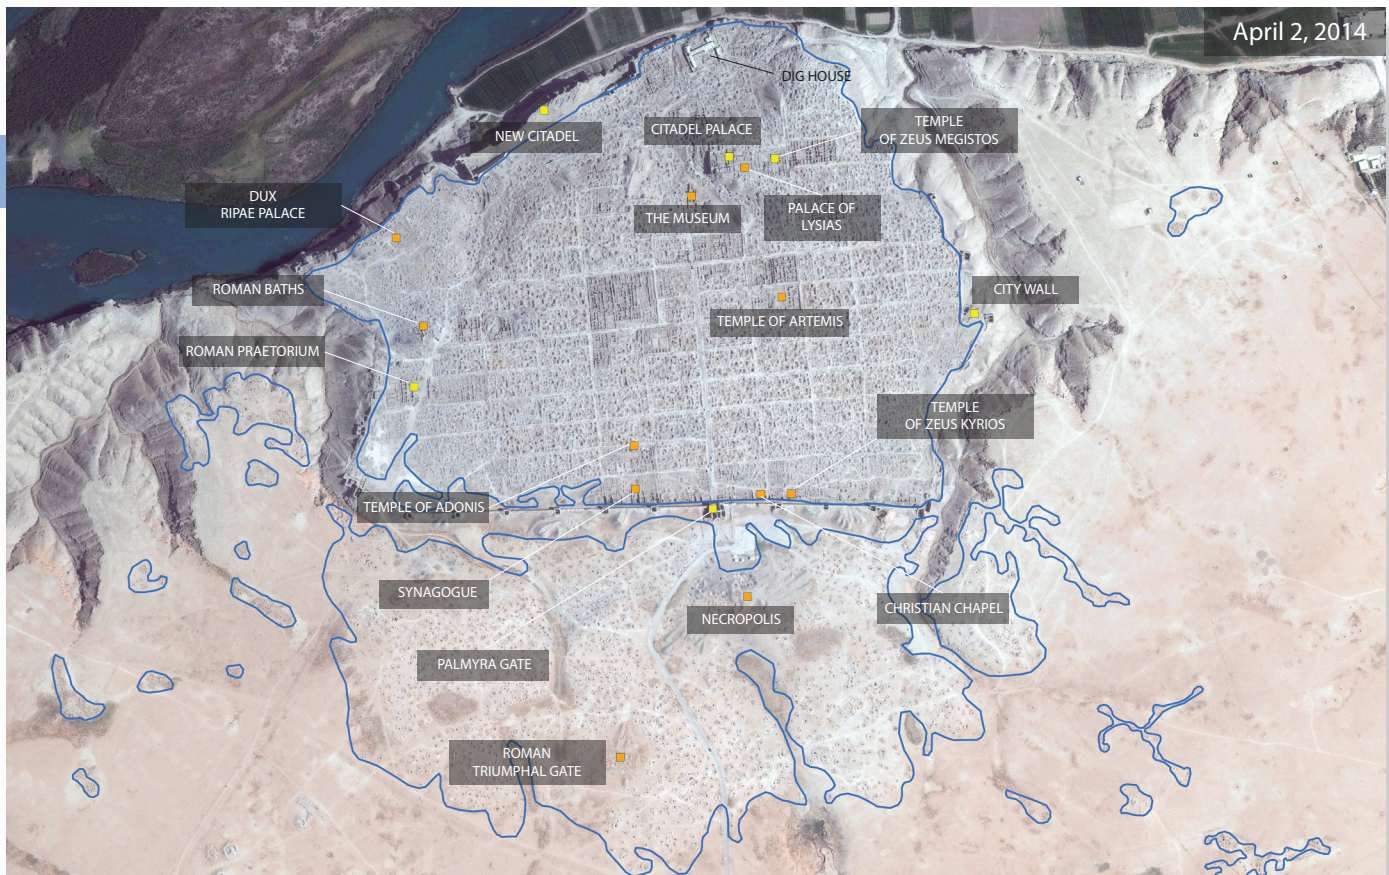 April 2, 2014
DIG HOUSE
NEW CITADEL
CITADEL PALACE
TEMPLE
OF ZEUS MEGISTOS
DUX
RIPAE PALACE
THE MUSEUM
PALACE OF
LYSIAS
ROMAN BATHS
CITY WALL
TEMPLE OF ARTEMIS
ROMAN PRAETORIUM
TEMPLE
OF ZEUS KYRIOS
TEMPLE OF ADONIS
SYNAGOGUE
CHRISTIAN CHAPEL
NECROPOLIS
PALMYRA GATE
ROMAN
TRIUMPHAL GATE